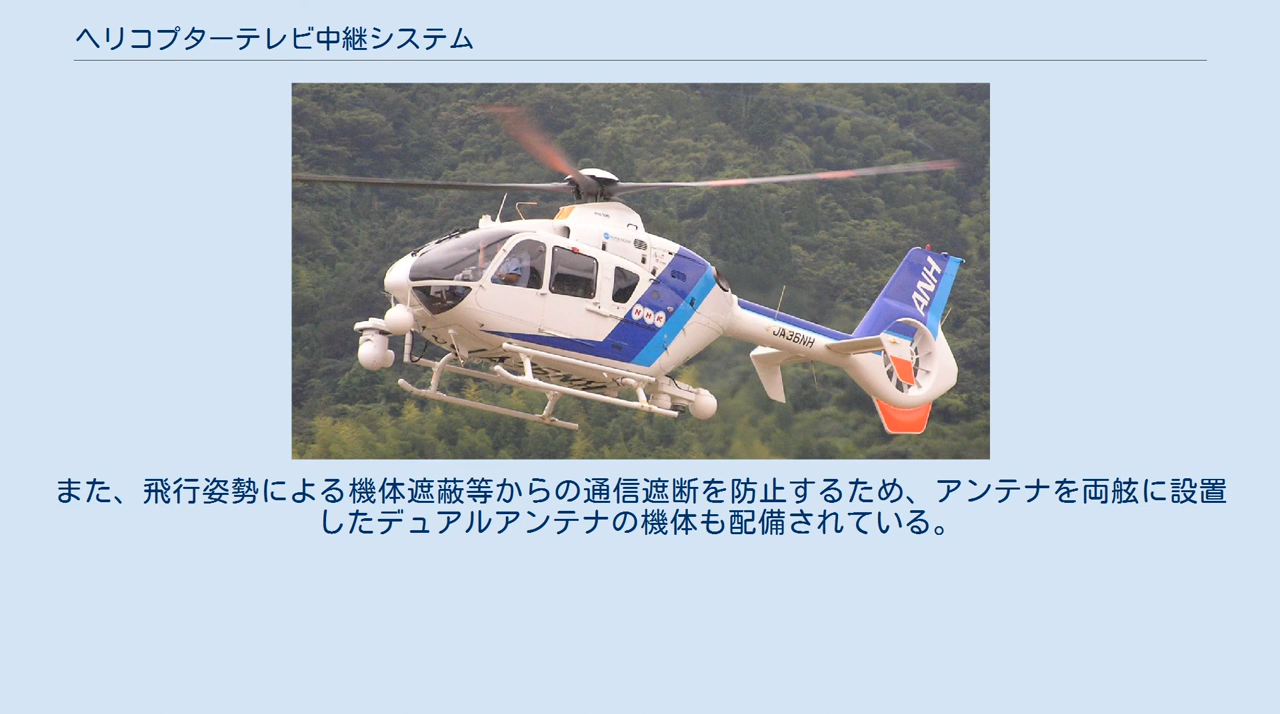 ヘリコプターテレビ中継システム
ANH
NHK
JA36NH
また、飛行姿勢による機体遮蔽等からの通信遮断を防止するため、アンテナを両舷に設置
したデュアルアンテナの機体も配備されている。